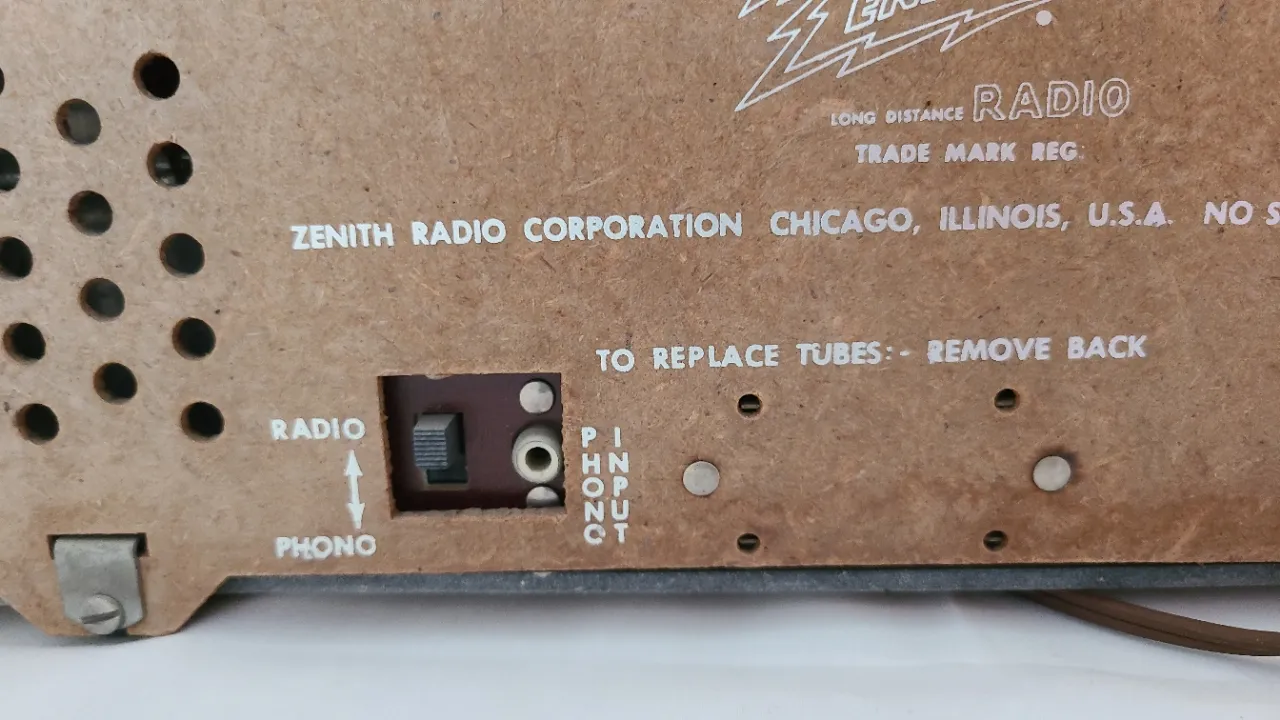 LONG DISTANCE RADIO
TRADE MARK REG.
ZENITH RADIO CORPORATION CHICAGO, ILLINOIS, U.S.A. NO
TO REPLACE TUBES:- REMOVE BACK
RADIO
PHONO
PHONO
INPUT